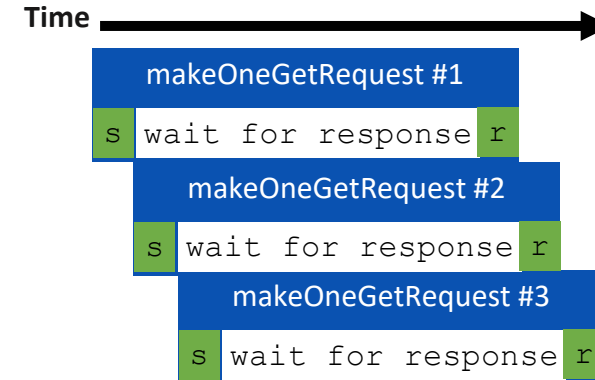 Time
makeOneGetRequest #1
s wait for response r
makeOneGetRequest #2
s wait for response r
makeOneGetRequest #3
s wait for response r